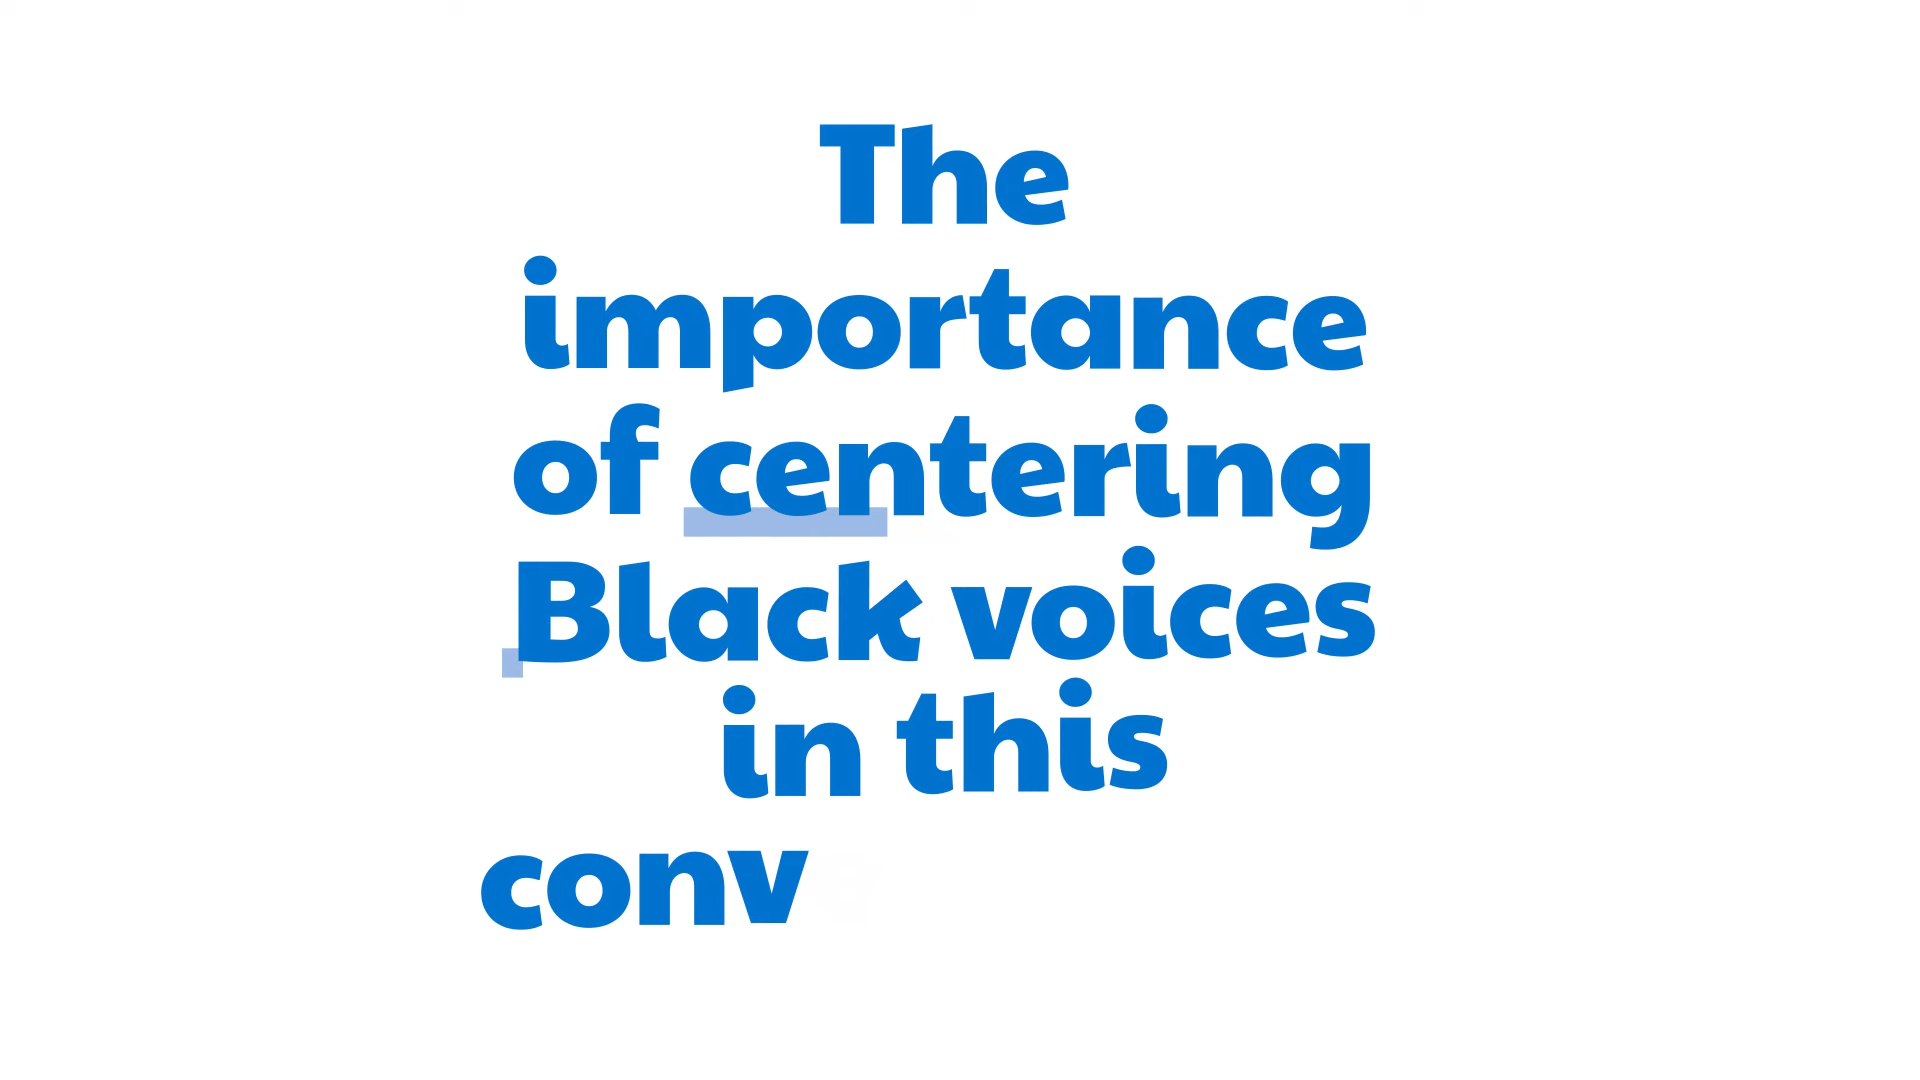 The
importance
of centering
Black voices
in this
conv